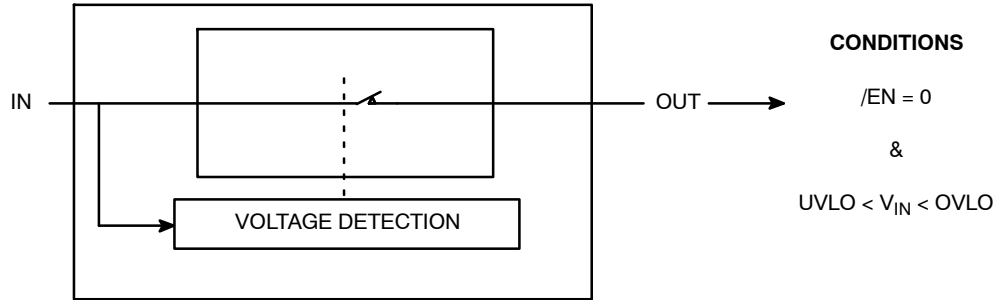 CONDITIONS
IN
OUT
/EN = 0
&
UVLO < VIN < OVLO
VOLTAGE DETECTION